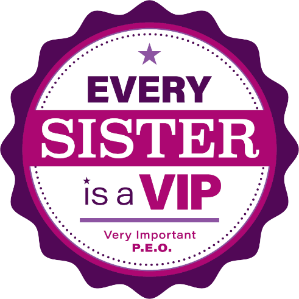 EVERY
SISTER
is a VIP
Very Important
P.E.O.